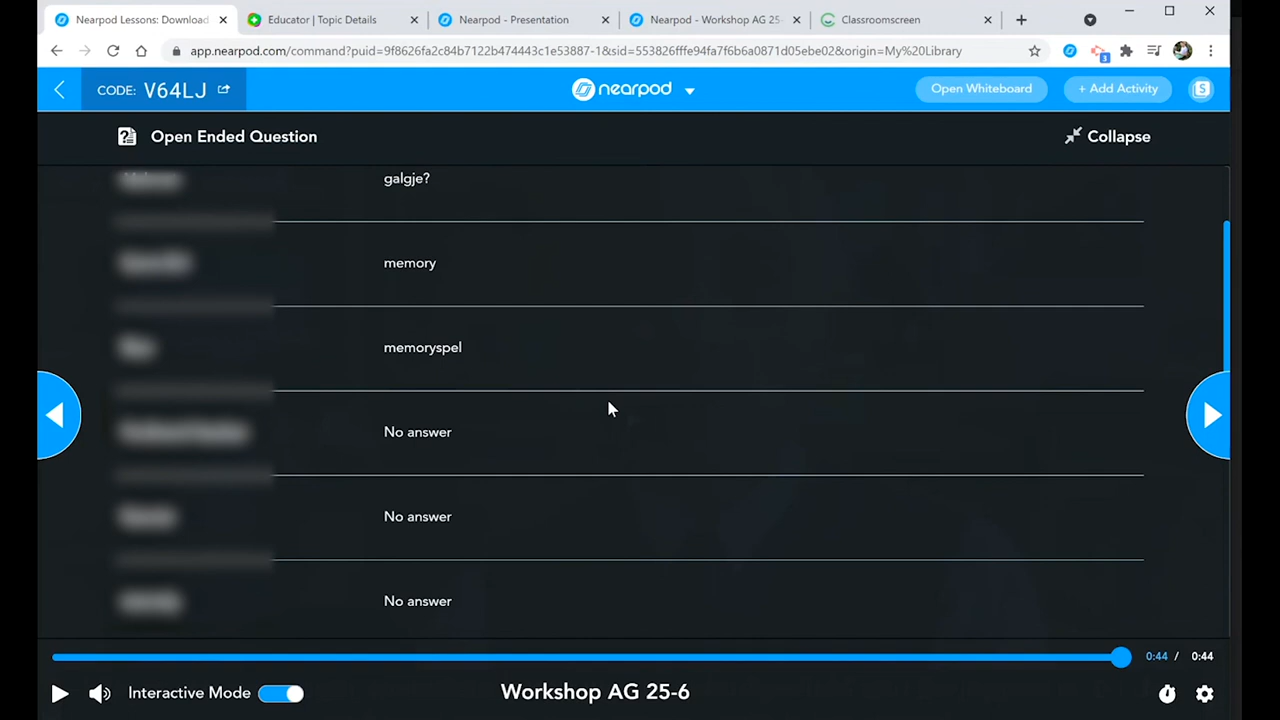 Nearpod Lessons: Download
Educator | Topic Details
Nearpod - Presentation
Nearpod - Workshop AG 25-
Classroomscreen
app.nearpod.com/command?puid=9f8626fa2c84b7122b474443c1e53887-1&sid=553826fffe94fa7f6b6a0871d05ebe02&origin=My%20Library
3
CODE: V64LJ
nearpod
Open Whiteboard
+ Add Activity
S
Open Ended Question
Collapse
galgje?
memory
memoryspel
No answer
No answer
No answer
0:44 / 0:44
Interactive Mode
Workshop AG 25-6